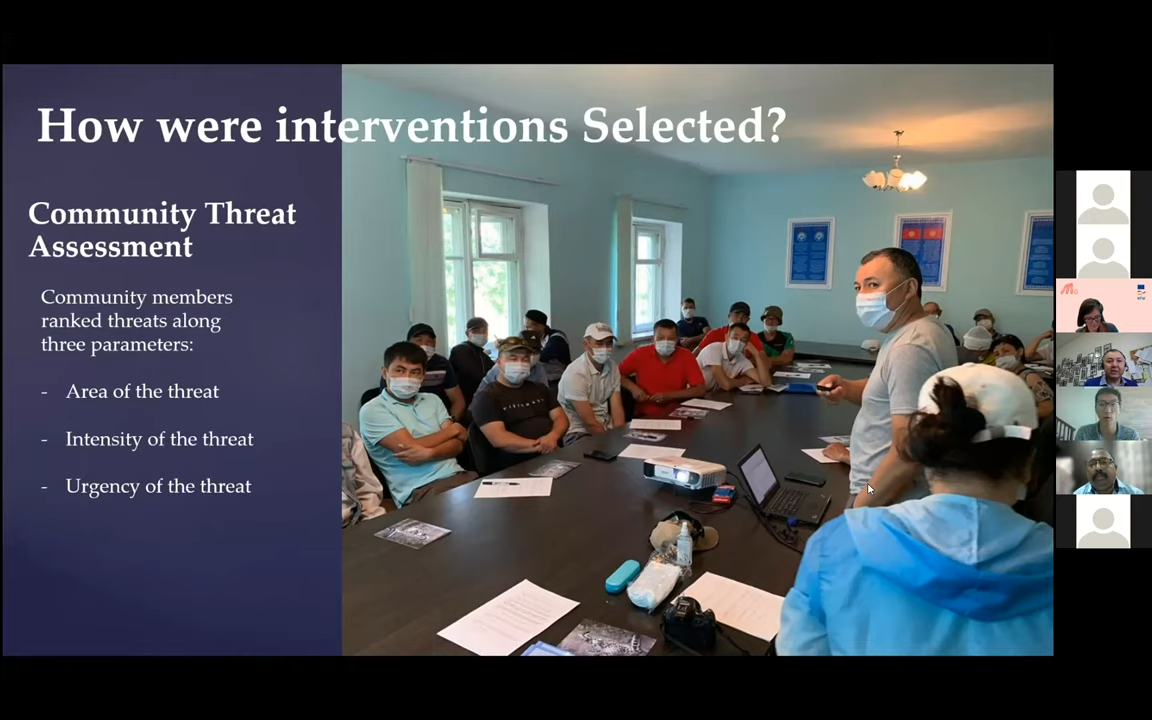 How were interventions Selected?
Community Threat
Assessment
Community members
ranked threats along
three parameters:
- Area of the threat
- Intensity of the threat
- Urgency of the threat